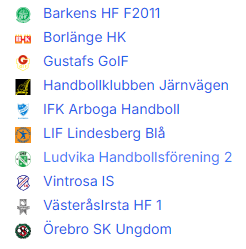 Barkens HF F2011
Borlänge HK
Gustafs GoIF
Handbollklubben Järnvägen
IFK Arboga Handboll
LIF Lindesberg Blå
Ludvika Handbollsförening 2
Vintrosa IS
VästeråsIrsta HF 1
Örebro SK Ungdom